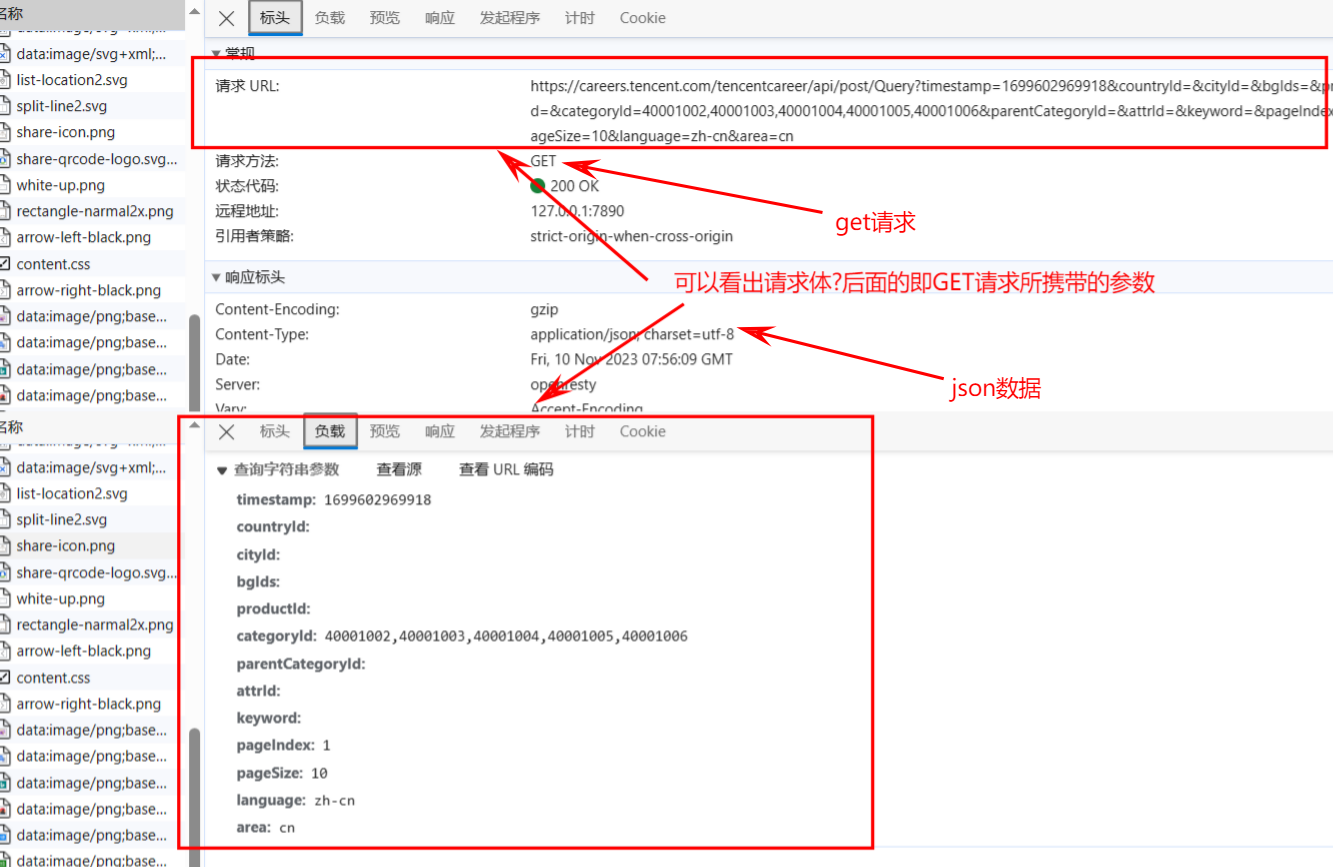 名称
data:image/svg+xml;...
list-location2.svg
split-line2.svg
share-icon.png
share-qrcode-logo.svg...
white-up.png
rectangle-narmal2x.png
arrow-left-black.png
content.css
arrow-right-black.png
data:image/png;base...
data:image/png;base...
data:image/png;base...
data:image/png;base...
标头 负载 预览 响应 发起程序 计时 Cookie
常规
请求 URL: https://careers.tencent.com/tencentcareer/api/post/Query?timestamp=1699602969918&countryId=&cityId=&bgIds=&pr
d=&categoryId=40001002,40001003,40001004,40001005,40001006&parentCategoryId=&attrId=&keyword=&pageIndex
ageSize=10&language=zh-cn&area=cn
请求方法: GET
状态代码: 200 OK
远程地址: 127.0.0.1:7890
引用者策略: strict-origin-when-cross-origin
get请求
响应标头
可以看出请求体?后面的即GET请求所携带的参数
Content-Encoding: gzip
Content-Type: application/json; charset=utf-8
Date: Fri, 10 Nov 2023 07:56:09 GMT
Server: openresty
Vary: Accept-Encoding
json数据
名称
data:image/svg+xml;...
list-location2.svg
split-line2.svg
share-icon.png
share-qrcode-logo.svg...
white-up.png
rectangle-narmal2x.png
arrow-left-black.png
content.css
arrow-right-black.png
data:image/png;base...
data:image/png;base...
data:image/png;base...
data:image/png;base...
data:image/png;base...
data:image/png;base...
标头 负载 预览 响应 发起程序 计时 Cookie
查询字符串参数 查看源 查看 URL 编码
timestamp: 1699602969918
countryId:
cityId:
bgIds:
productId:
categoryId: 40001002,40001003,40001004,40001005,40001006
parentCategoryId:
attrId:
keyword:
pageIndex: 1
pageSize: 10
language: zh-cn
area: cn